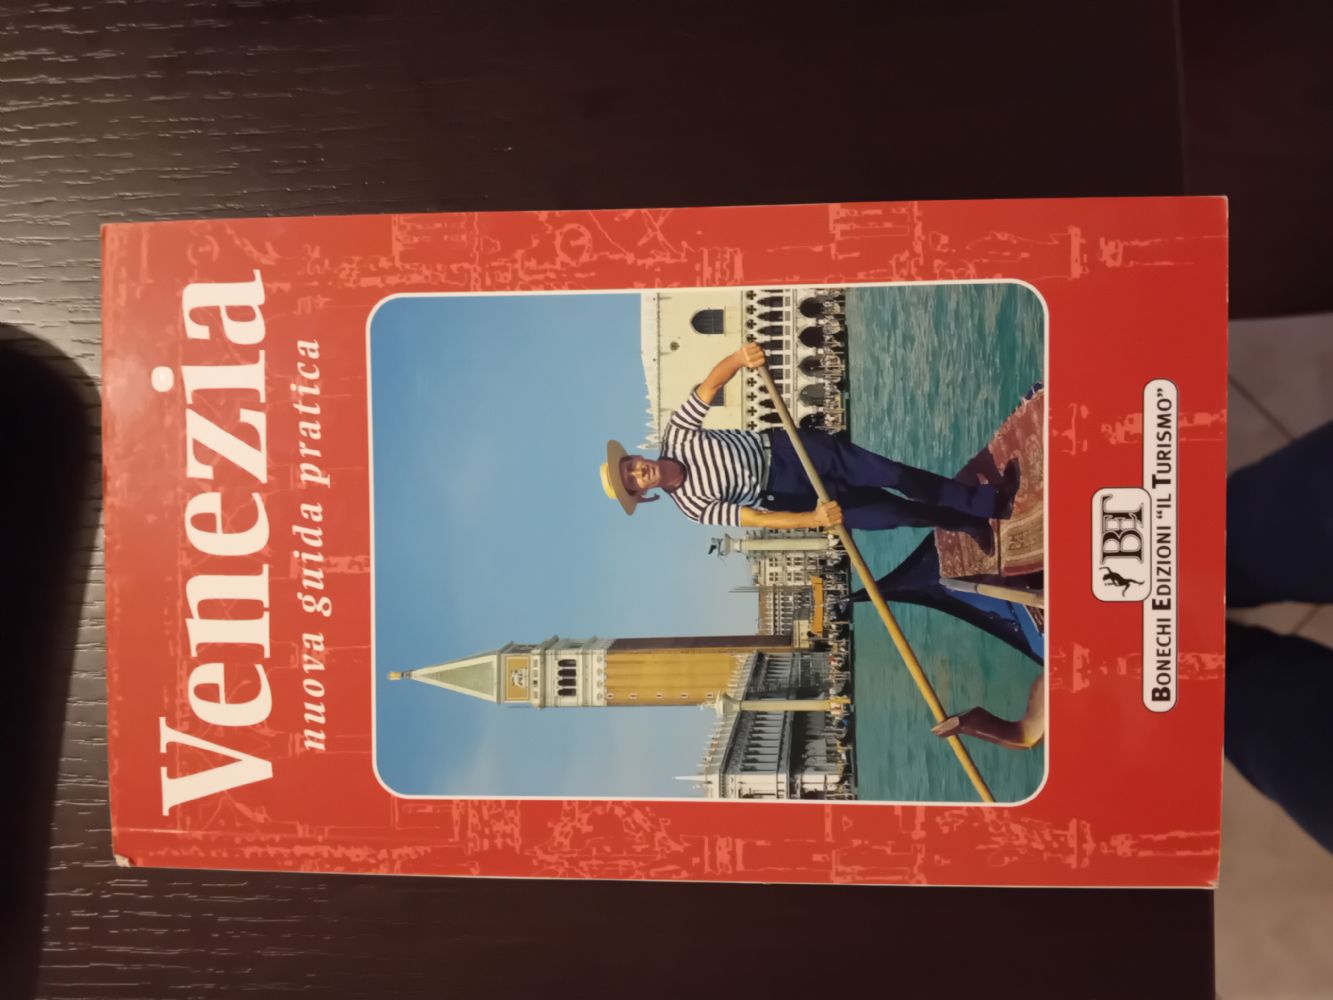 Venezia
nuova guida pratica
BET
BONECHI EDIZIONI “IL TURISMO”